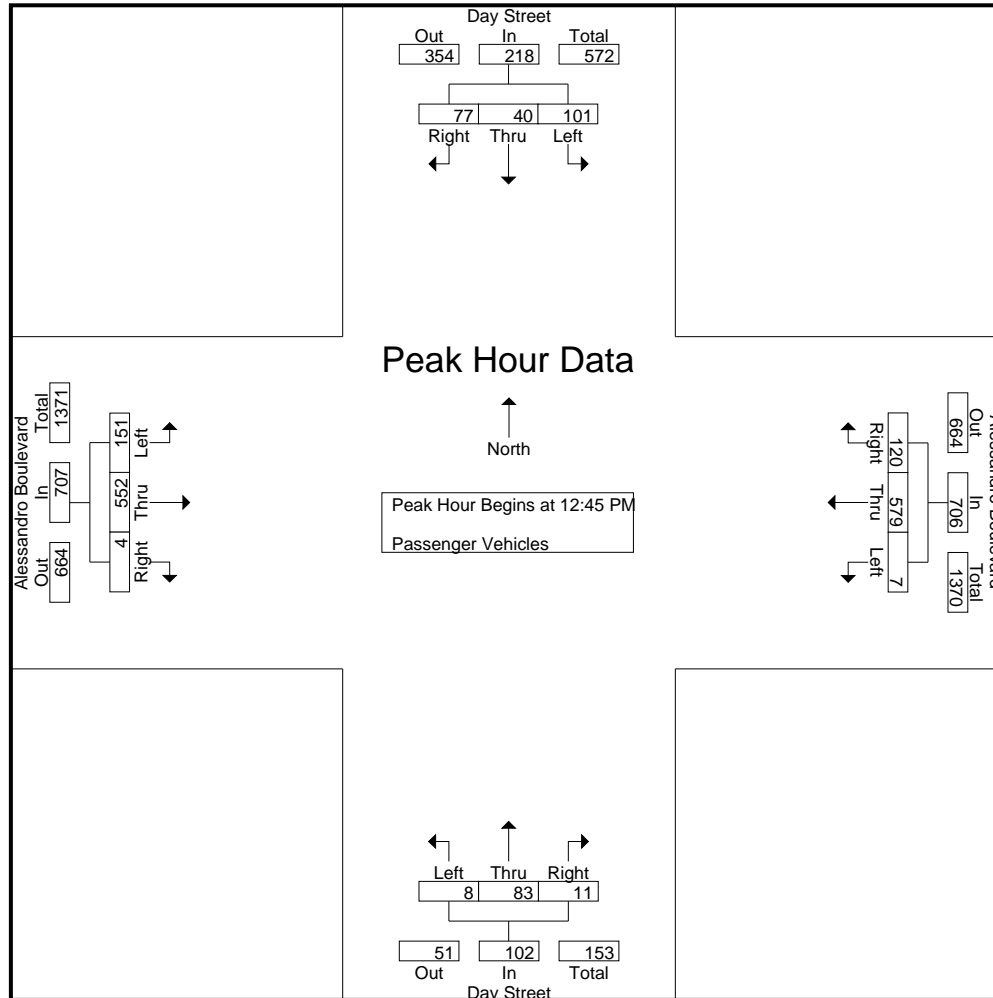 Day Street
Out In Total
354 218 572
77 40 101
Right Thru Left
Peak Hour Data
North
Peak Hour Begins at 12:45 PM
Passenger Vehicles
Alessandro Boulevard
Total In Out
1371 707 664
151 552 4
Left Thru Right
Right Thru Left
120 579 7
664 706 1370
Out In Total
Left Thru Right
8 83 11
51 102 153
Out In Total
Day Street